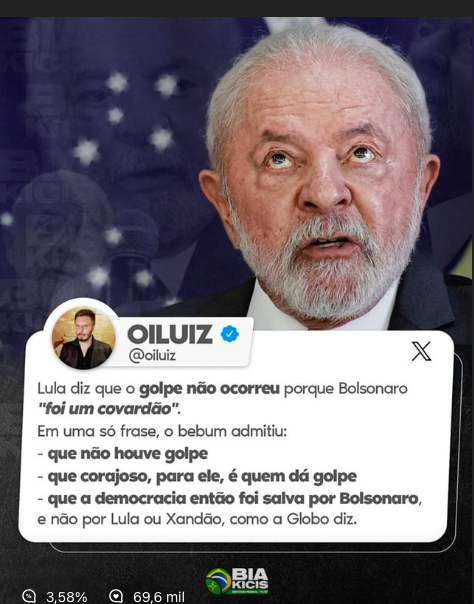 OILUIZ
@oiluiz
Lula diz que o golpe não ocorreu porque Bolsonaro
"foi um covardão".
Em uma só frase, o bebum admitiu:
- que não houve golpe
- que corajoso, para ele, é quem dá golpe
- que a democracia então foi salva por Bolsonaro,
e não por Lula ou Xandão, como a Globo diz.
BIA
KICIS
3,58% 69,6 mil